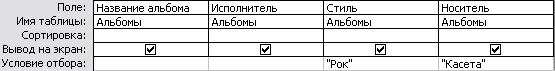 Поле: Название альбома Исполнитель Стиль Носитель
Имя таблицы: Альбомы Альбомы Альбомы Альбомы
Сортировка:
Вывод на экран:
Условие отбора: "Рок" "Касета"